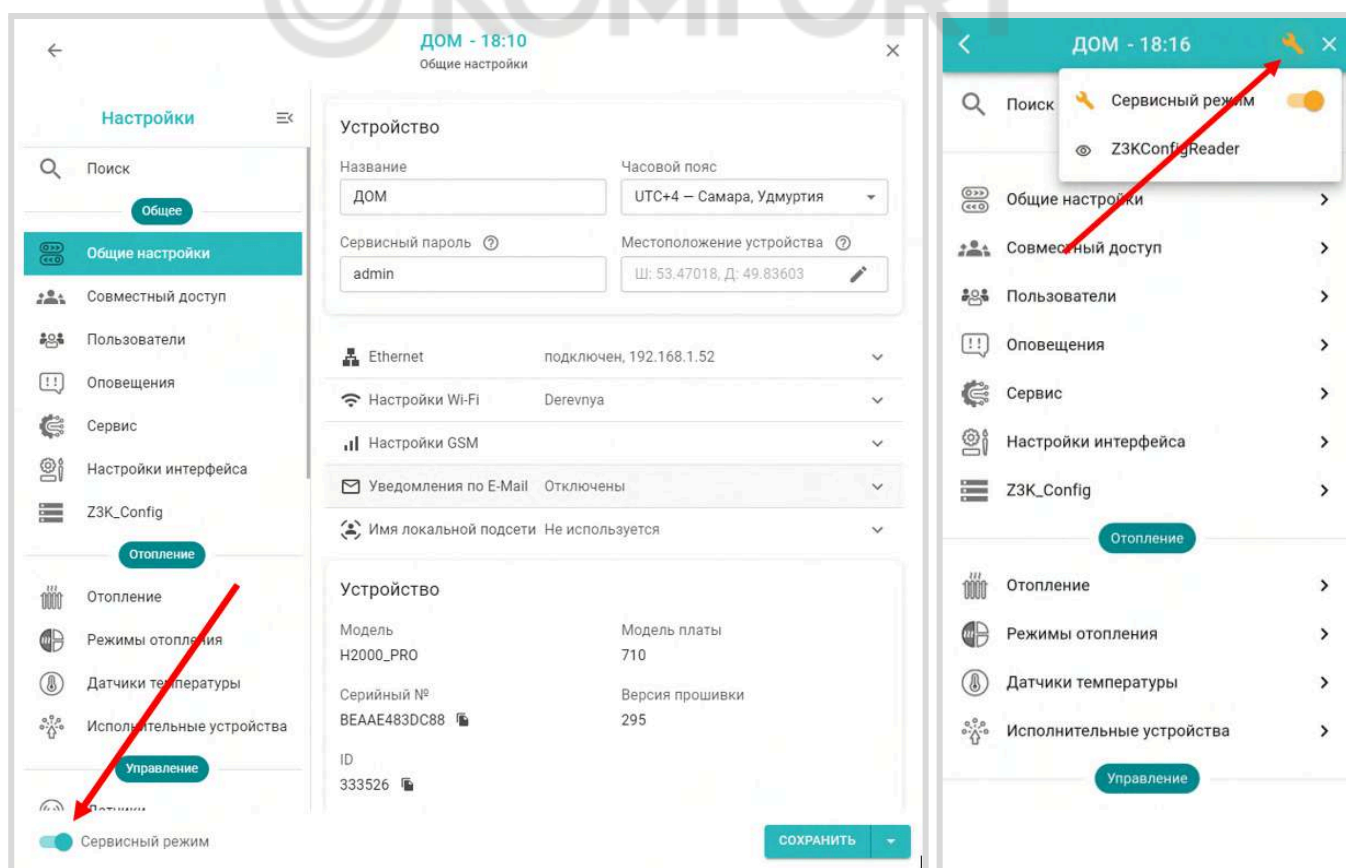 KOMFORT
ДОМ - 18:10
Общие настройки
Настройки
Поиск
Общее
Общие настройки
Совместный доступ
Пользователи
Оповещения
Сервис
Настройки интерфейса
Z3K_Config
Отопление
Отопление
Режимы отопления
Датчики температуры
Исполнительные устройства
Управление
Датчики
Сервисный режим
Устройство
Название
Часовой пояс
ДОМ
UTC+4 — Самара, Удмуртия
Сервисный пароль
Местоположение устройства
admin
Ш: 53.47018, Д: 49.83603
Ethernet подключен, 192.168.1.52
Настройки Wi-Fi Derevnya
Настройки GSM
Уведомления по E-Mail Отключены
Имя локальной подсети Не используется
Устройство
Модель
Модель платы
H2000_PRO
710
Серийный №
Версия прошивки
BEAAE483DC88
295
ID
333526
СОХРАНИТЬ
ДОМ - 18:16
Поиск
Сервисный режим
Z3KConfigReader
Общие настройки
Совместный доступ
Пользователи
Оповещения
Сервис
Настройки интерфейса
Z3K_Config
Отопление
Отопление
Режимы отопления
Датчики температуры
Исполнительные устройства
Управление